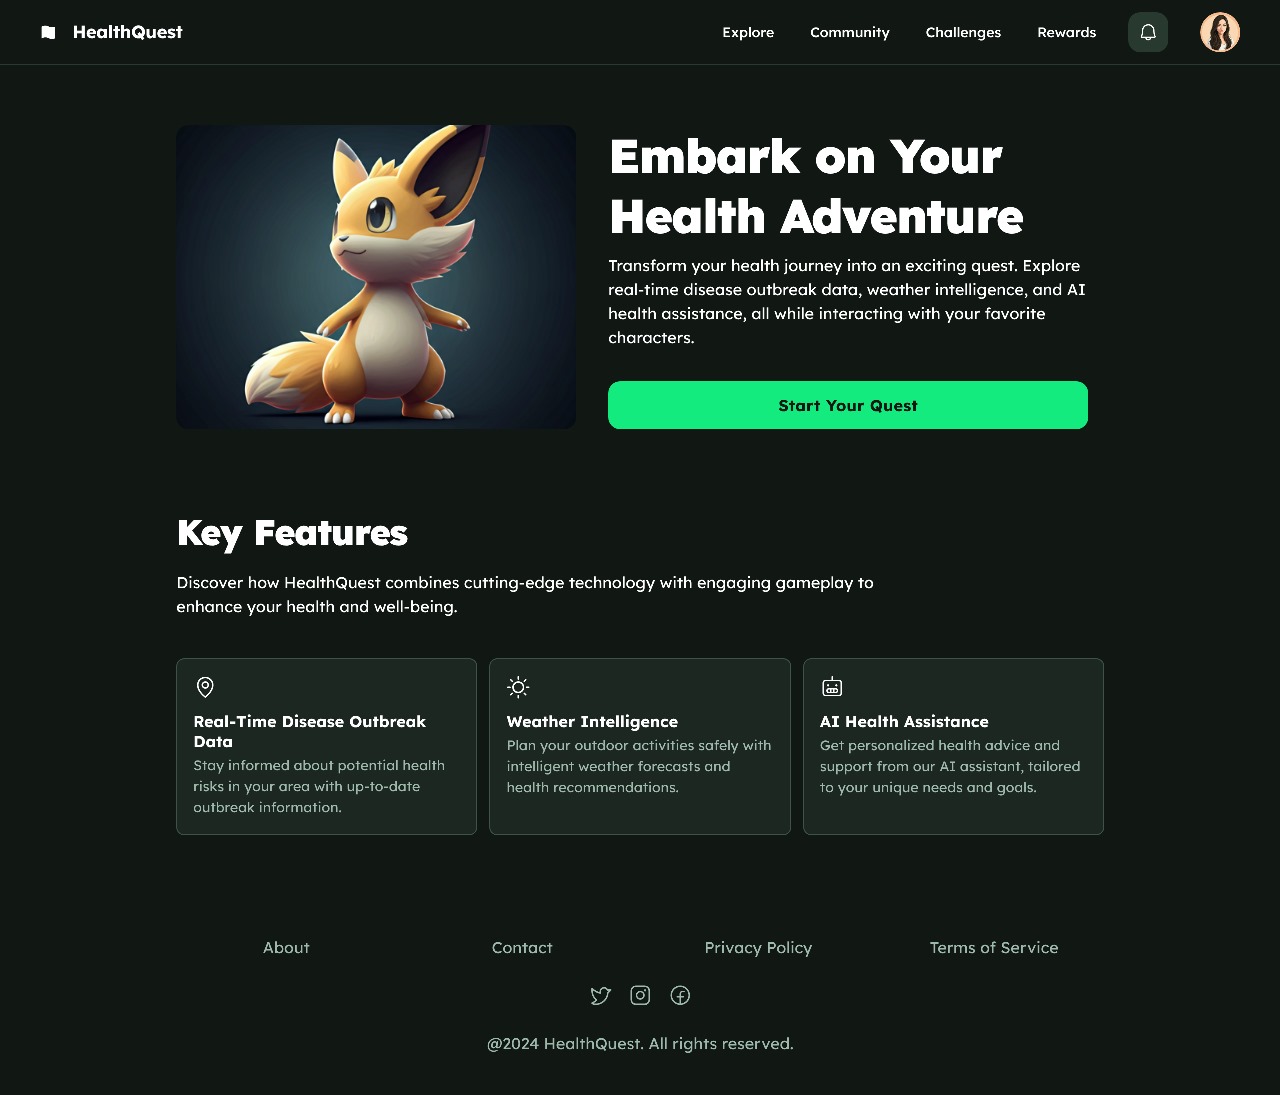 HealthQuest
Explore
Community
Challenges
Rewards
Embark on Your
Health Adventure
Transform your health journey into an exciting quest. Explore
real-time disease outbreak data, weather intelligence, and AI
health assistance, all while interacting with your favorite
characters.
Start Your Quest
Key Features
Discover how HealthQuest combines cutting-edge technology with engaging gameplay to
enhance your health and well-being.
Real-Time Disease Outbreak
Data
Stay informed about potential health
risks in your area with up-to-date
outbreak information.
Weather Intelligence
Plan your outdoor activities safely with
intelligent weather forecasts and
health recommendations.
AI Health Assistance
Get personalized health advice and
support from our AI assistant, tailored
to your unique needs and goals.
About
Contact
Privacy Policy
Terms of Service
@2024 HealthQuest. All rights reserved.